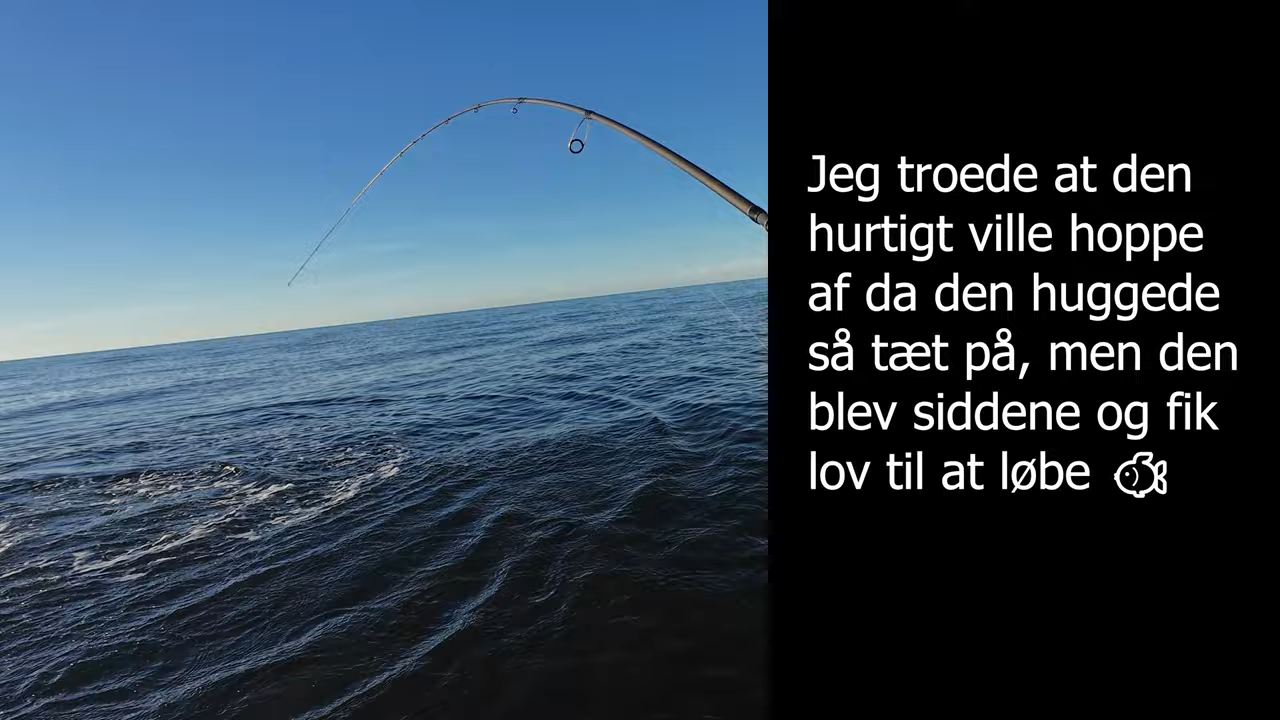 Jeg troede at den
hurtigt ville hoppe
af da den huggede
så tæt på, men den
blev siddene og fik
lov til at løbe 🐟